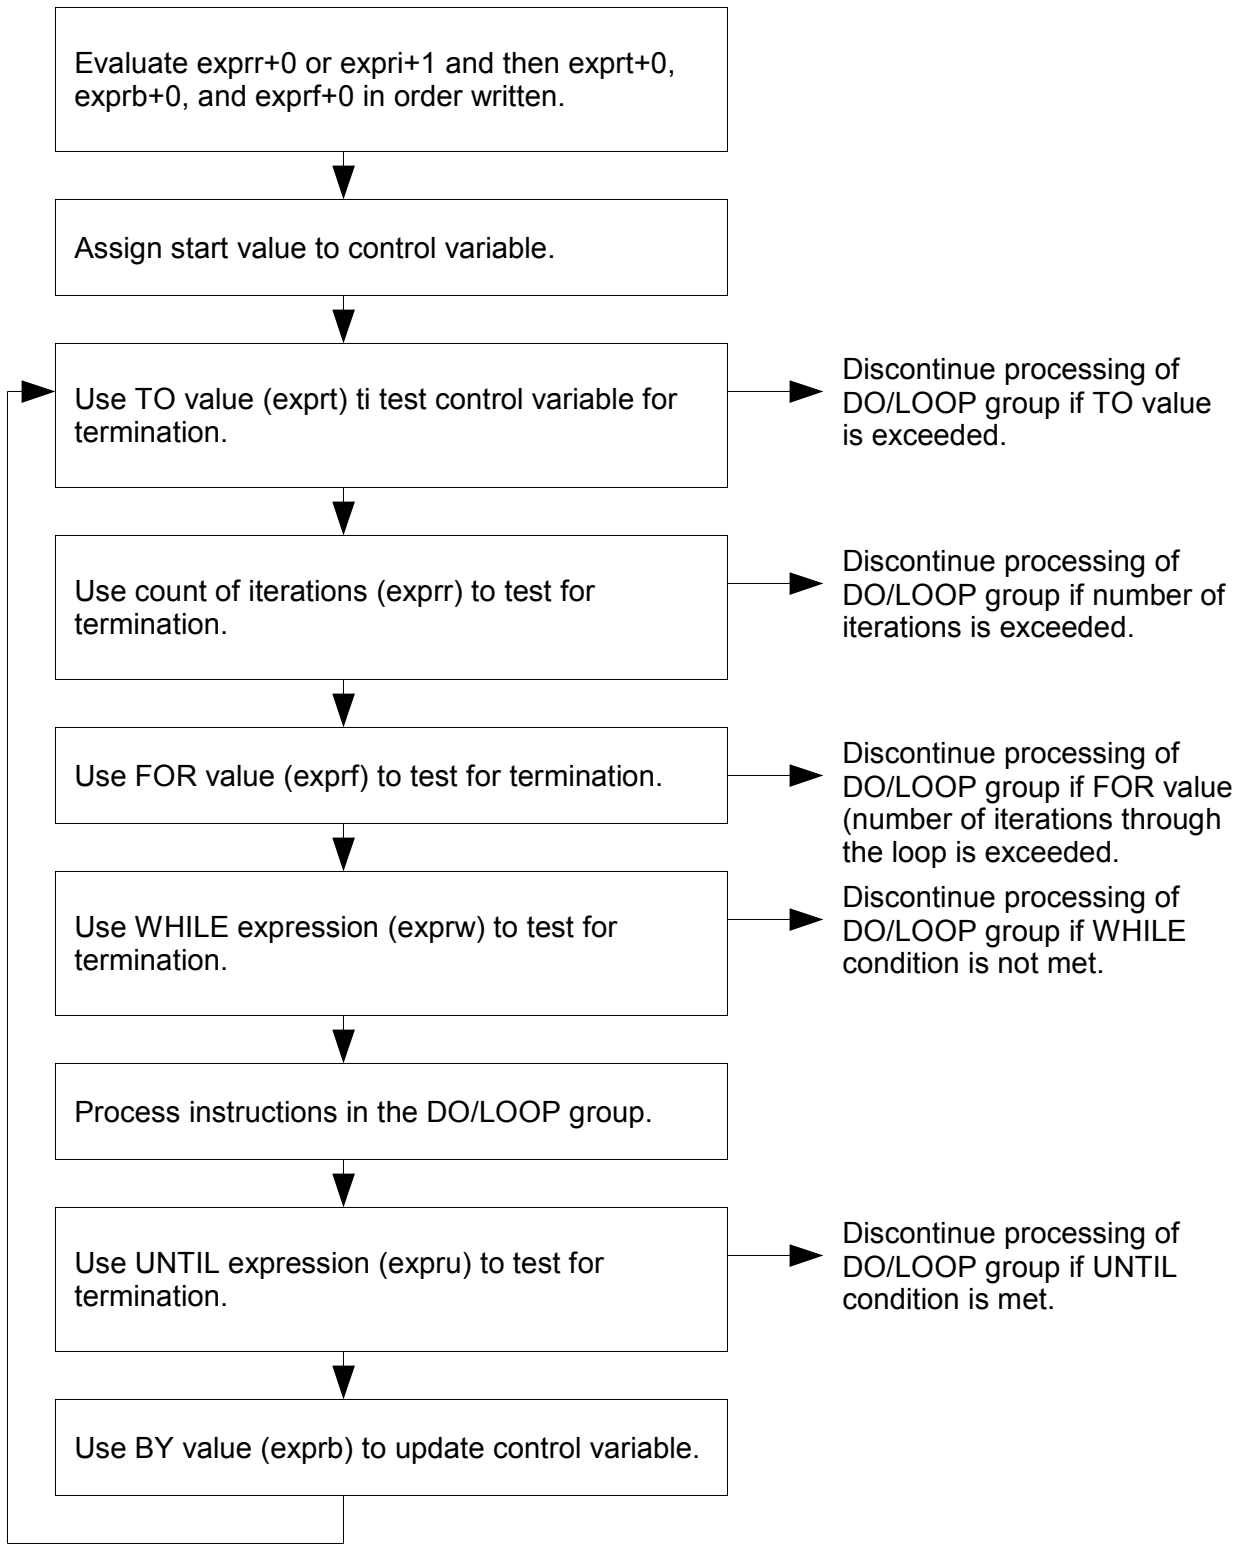 Evaluate exprr+0 or expri+1 and then exprt+0,
exprb+0, and exprf+0 in order written.
Assign start value to control variable.
Use TO value (exprt) ti test control variable for
termination.
Discontinue processing of
DO/LOOP group if TO value
is exceeded.
Use count of iterations (exprr) to test for
termination.
Discontinue processing of
DO/LOOP group if number of
iterations is exceeded.
Use FOR value (exprf) to test for termination.
Discontinue processing of
DO/LOOP group if FOR value
(number of iterations through
the loop is exceeded.
Use WHILE expression (exprw) to test for
termination.
Discontinue processing of
DO/LOOP group if WHILE
condition is not met.
Process instructions in the DO/LOOP group.
Use UNTIL expression (expru) to test for
termination.
Discontinue processing of
DO/LOOP group if UNTIL
condition is met.
Use BY value (exprb) to update control variable.